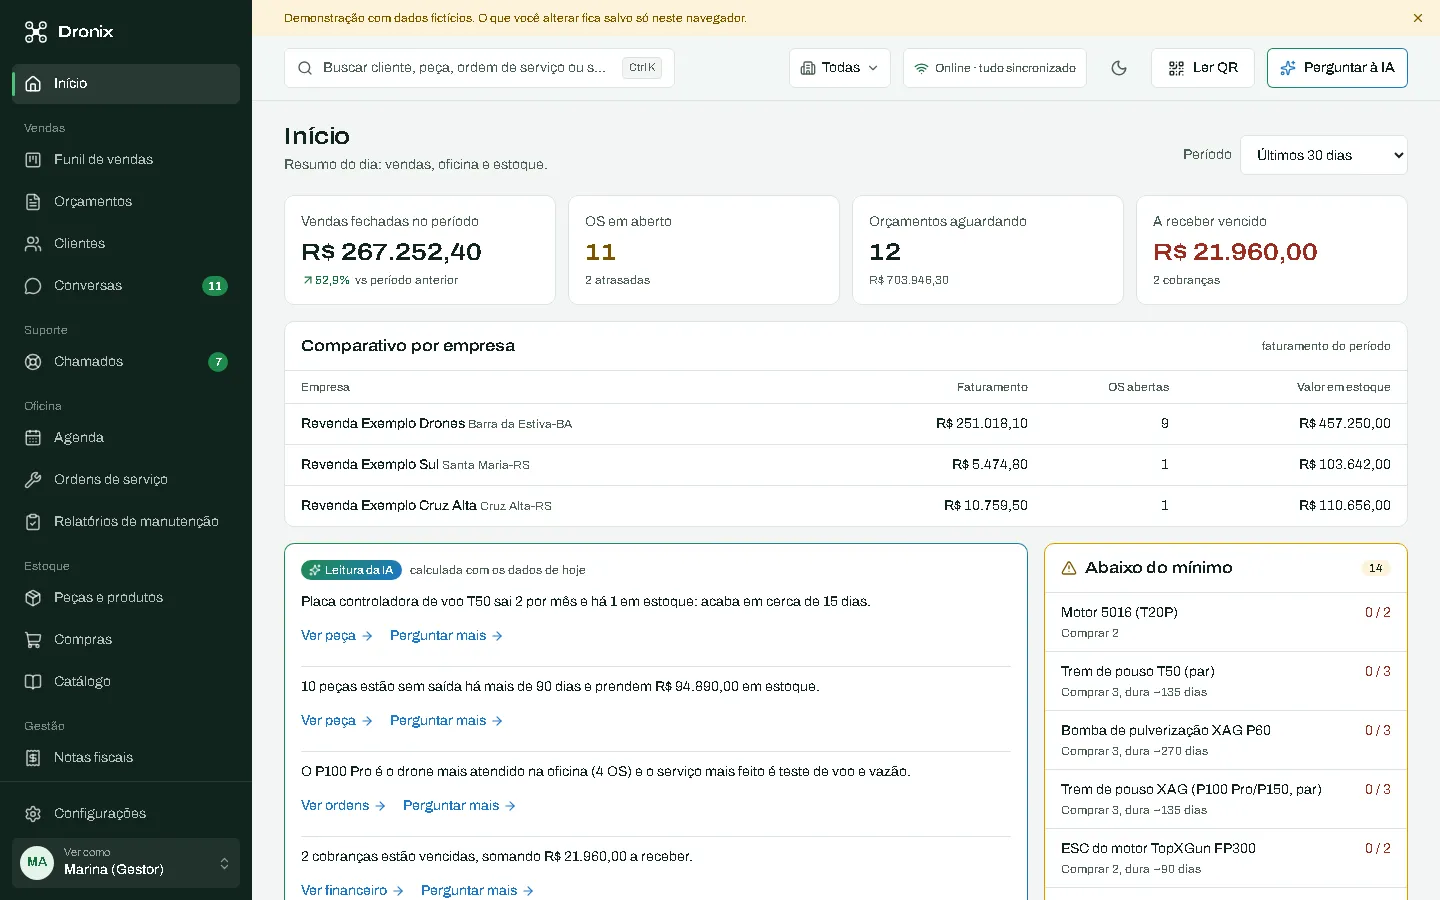 Dronix
Início
Vendas
Funil de vendas
Orçamentos
Clientes
Conversas 11
Suporte
Chamados 7
Oficina
Agenda
Ordens de serviço
Relatórios de manutenção
Estoque
Peças e produtos
Compras
Catálogo
Gestão
Notas fiscais
Configurações
MA
Ver como
Marina (Gestor)
Demonstração com dados fictícios. O que você alterar fica salvo só neste navegador.
Buscar cliente, peça, ordem de serviço ou s... Ctrl K
Todas
Online · tudo sincronizado
Ler QR
Perguntar à IA
Início
Resumo do dia: vendas, oficina e estoque.
Período
Últimos 30 dias
Vendas fechadas no período
R$ 267.252,40
52,9% vs período anterior
OS em aberto
11
2 atrasadas
Orçamentos aguardando
12
R$ 703.946,30
A receber vencido
R$ 21.960,00
2 cobranças
Comparativo por empresa
faturamento do período
Empresa Faturamento OS abertas Valor em estoque
Revenda Exemplo Drones Barra da Estiva-BA R$ 251.018,10 9 R$ 457.250,00
Revenda Exemplo Sul Santa Maria-RS R$ 5.474,80 1 R$ 103.642,00
Revenda Exemplo Cruz Alta Cruz Alta-RS R$ 10.759,50 1 R$ 110.656,00
Leitura da IA calculada com os dados de hoje
Placa controladora de voo T50 sai 2 por mês e há 1 em estoque: acaba em cerca de 15 dias.
Ver peça → Perguntar mais →
10 peças estão sem saída há mais de 90 dias e prendem R$ 94.890,00 em estoque.
Ver peça → Perguntar mais →
O P100 Pro é o drone mais atendido na oficina (4 OS) e o serviço mais feito é teste de voo e vazão.
Ver ordens → Perguntar mais →
2 cobranças estão vencidas, somando R$ 21.960,00 a receber.
Ver financeiro → Perguntar mais →
Abaixo do mínimo 14
Motor 5016 (T20P) 0 / 2
Comprar 2
Trem de pouso T50 (par) 0 / 3
Comprar 3, dura ~135 dias
Bomba de pulverização XAG P60 0 / 3
Comprar 3, dura ~270 dias
Trem de pouso XAG (P100 Pro/P150, par) 0 / 3
Comprar 3, dura ~135 dias
ESC do motor TopXGun FP300 0 / 2
Comprar 2, dura ~90 dias